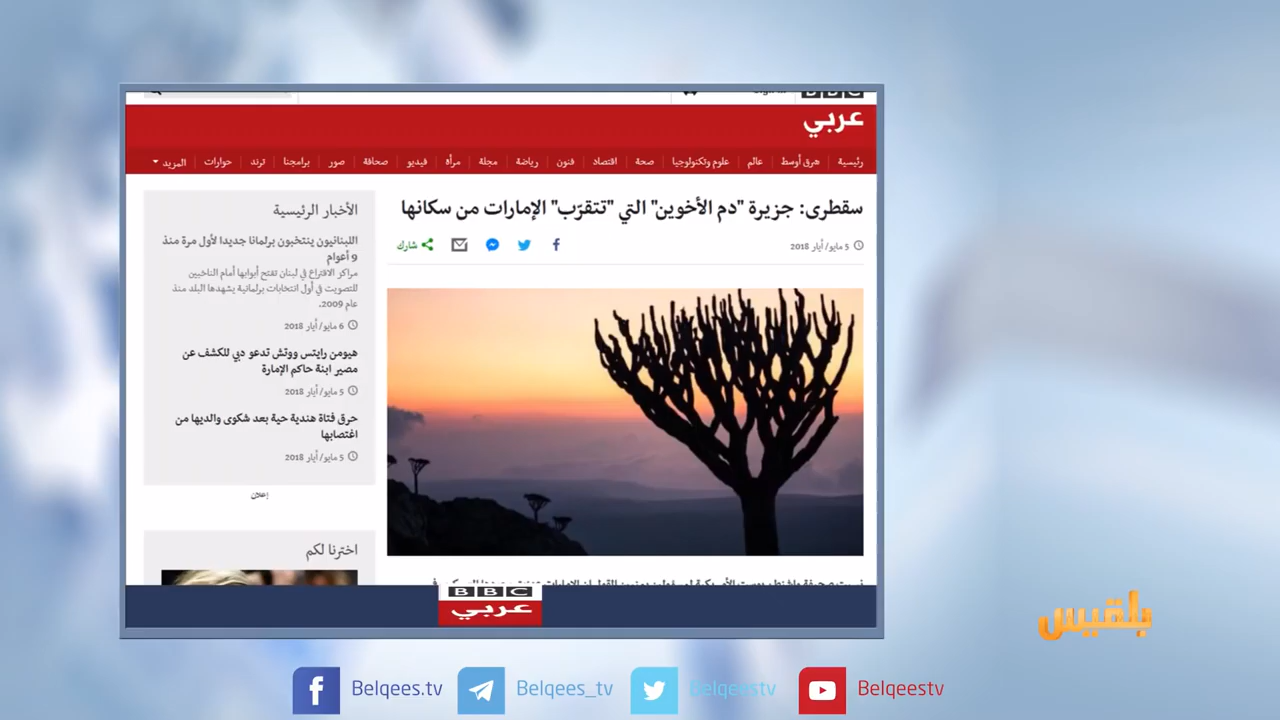 BBC
عربي
رئيسية
شرق أوسط
عالم
علوم وتكنولوجيا
صحة
اقتصاد
فنون
رياضة
مجلة
مرأة
فيديو
صحافة
صور
برامجنا
ترند
حوارات
المزيد
سقطرى: جزيرة "دم الأخوين" التي "تتقرّب" الإمارات من سكانها
5 مايو/ أيار 2018
شارك
الأخبار الرئيسية
اللبنانيون ينتخبون برلمانا جديدا لأول مرة منذ
9 أعوام
مراكز الاقتراع في لبنان تفتح أبوابها أمام الناخبين
للتصويت في أول انتخابات برلمانية يشهدها البلد منذ
عام 2009.
6 مايو/ أيار 2018
هيومن رايتس ووتش تدعو دبي للكشف عن
مصير ابنة حاكم الإمارة
5 مايو/ أيار 2018
حرق فتاة هندية حية بعد شكوى والديها من
اغتصابها
5 مايو/ أيار 2018
إعلان
اخترنا لكم
BBC
عربي
بلقيس
Belqees.tv
Belqees_tv
Belqeestv
Belqeestv